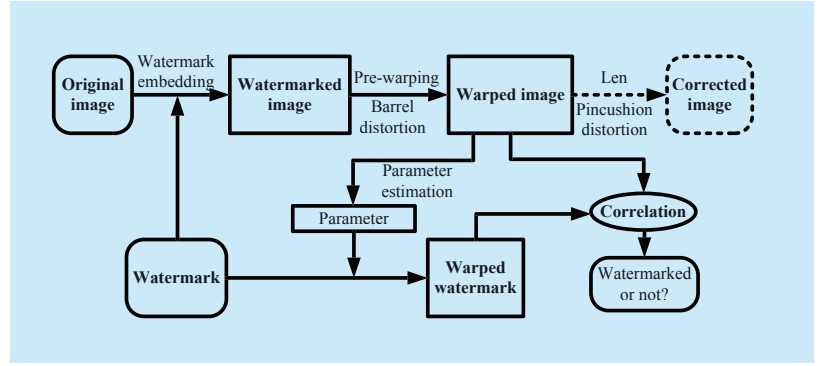 Original
image
Watermark
embedding
Watermarked
image
Pre-warping
Barrel
distortion
Warped image
Len
Pincushion
distortion
Corrected
image
Parameter
estimation
Parameter
Correlation
Watermark
Warped
watermark
Watermarked
or not?